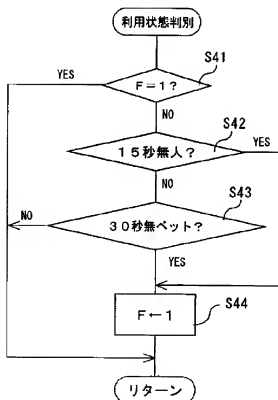 利用状態判別
S41
YES
F=1?
NO
S42
15秒無人?
YES
NO
S43
NO
30秒無ベット?
YES
F←1
S44
リターン